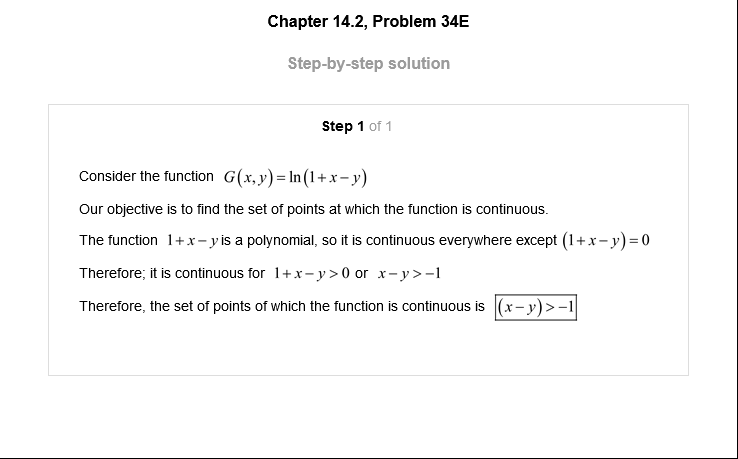 Chapter 14.2, Problem 34E
Step-by-step solution
Step 1 of 1
Consider the function G(x, y) = ln(1+x−y)
Our objective is to find the set of points at which the function is continuous.
The function 1+x−y is a polynomial, so it is continuous everywhere except (1+x−y)=0
Therefore; it is continuous for 1+x−y>0 or x−y>−1
Therefore, the set of points of which the function is continuous is (x−y)>−1